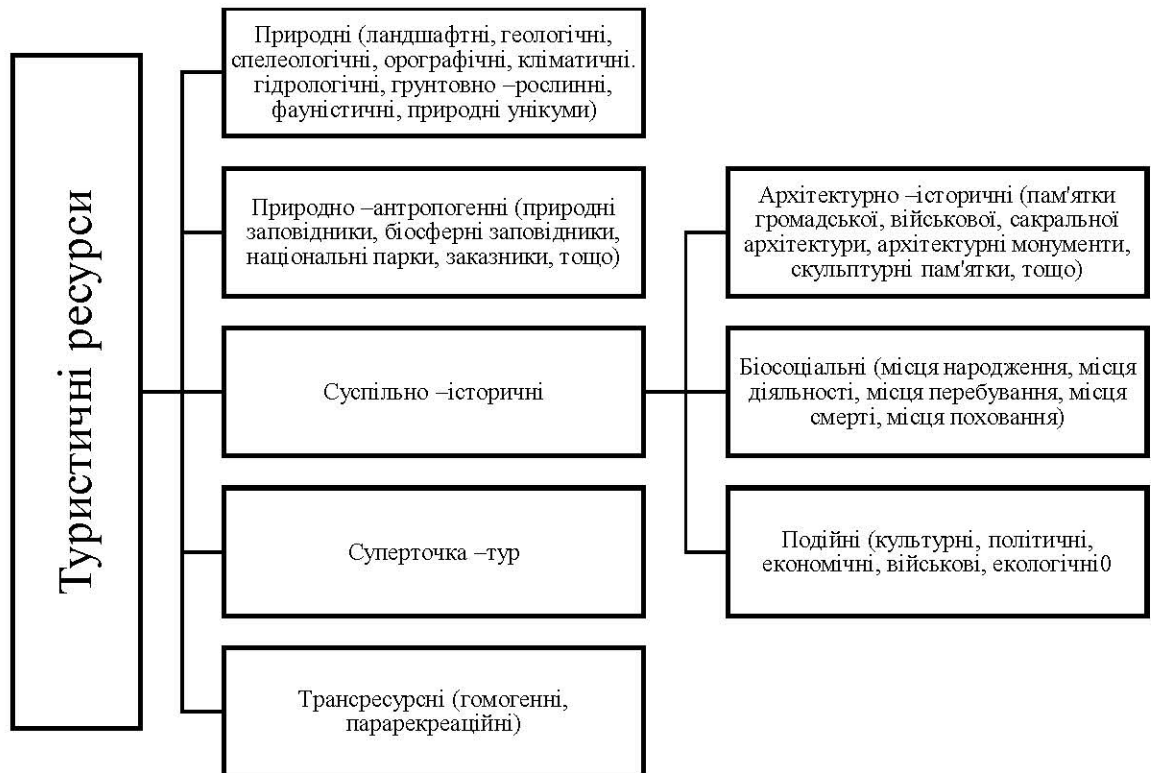 Туристичні ресурси
Природні (ландшафтні, геологічні,
спелеологічні, орографічні, кліматичні.
гідрологічні, грунтовно –рослинні,
фауністичні, природні унікуми)
Природно –антропогенні (природні
заповідники, біосферні заповідники,
національні парки, заказники, тощо)
Суспільно –історичні
Суперточка –тур
Трансресурсні (гомогенні,
парарекреаційні)
Архітектурно –історичні (пам'ятки
громадської, військової, сакральної
архітектури, архітектурні монументи,
скульптурні пам'ятки, тощо)
Біосоціальні (місця народження, місця
діяльності, місця перебування, місця
смерті, місця поховання)
Подійні (культурні, політичні,
економічні, військові, екологічні0